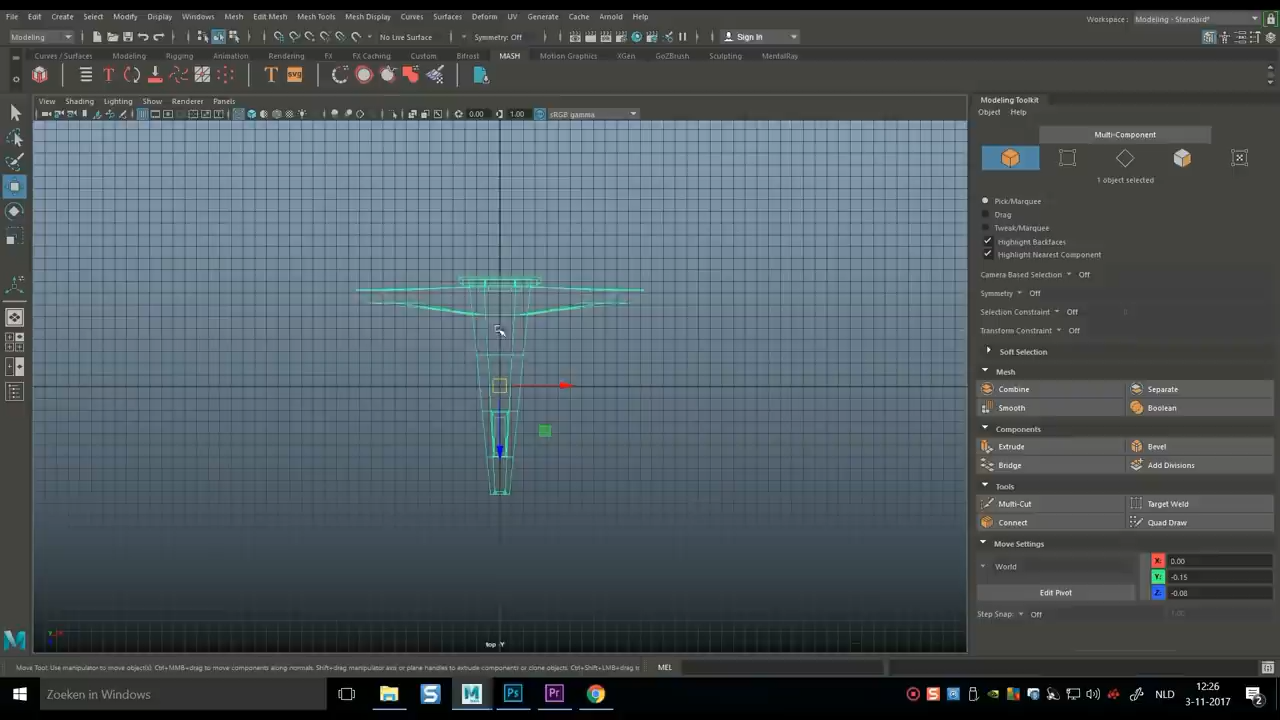 File Edit Create Select Modify Display Windows Mesh Edit Mesh Mesh Tools Mesh Display Curves Surfaces Deform UV Generate Cache Arnold Help Workspace : Modeling - Standard*
Modeling No Live Surface Symmetry: Off Sign In
Curves / Surfaces Modeling Rigging Animation Rendering FX FX Caching Custom Bifrost MASH Motion Graphics XGen GoZBrush Sculpting MentalRay
T T svg
View Shading Lighting Show Renderer Panels
0.00 1.00 sRGB gamma
Modeling Toolkit
Object Help
Multi-Component
1 object selected
Pick/Marquee
Drag
Tweak/Marquee
Highlight Backfaces
Highlight Nearest Component
Camera Based Selection Off
Symmetry Off
Selection Constraint Off
Transform Constraint Off
Soft Selection
Mesh
Combine Separate
Smooth Boolean
Components
Extrude Bevel
Bridge Add Divisions
Tools
Multi-Cut Target Weld
Connect Quad Draw
Move Settings
World X: 0.00
Y: -0.15
Edit Pivot Z: -0.08
Step Snap: Off 1.00
top -Y
Move Tool: Use manipulator to move object(s). Ctrl+MMB+drag to move components along normals. Shift+drag manipulator axis or plane handles to extrude components or clone objects. Ctrl+Shift+LMB+drag to MEL
Zoeken in Windows S M Ps Pr NLD 12:26
3-11-2017 2